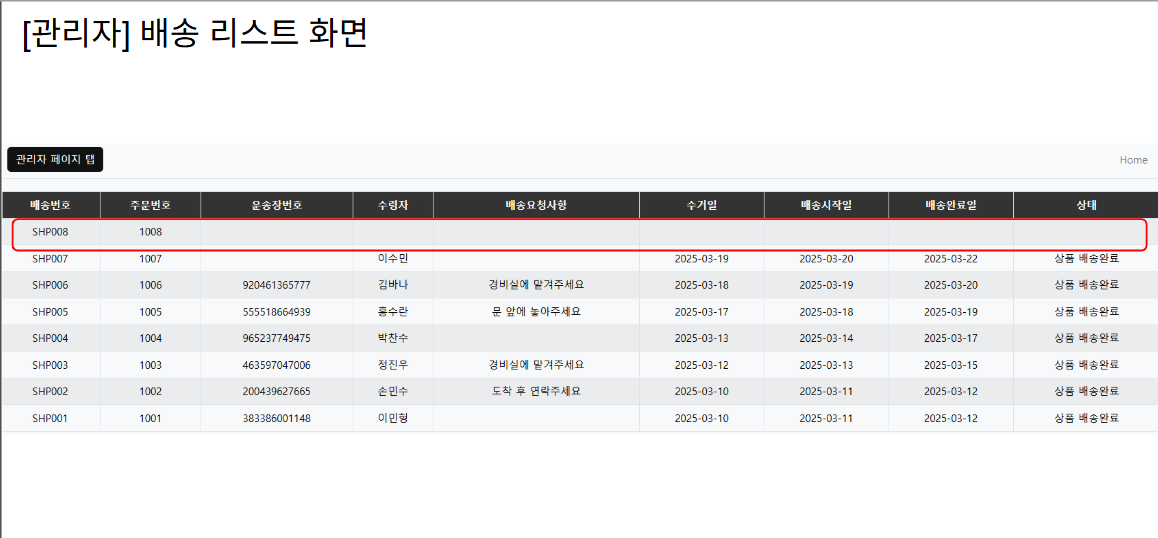 [관리자] 배송 리스트 화면
관리자 페이지 탭
Home
배송번호 주문번호 운송장번호 수령자 배송요청사항 수거일 배송시작일 배송완료일 상태
SHP008 1008
SHP007 1007 이수민 2025-03-19 2025-03-20 2025-03-22 상품 배송완료
SHP006 1006 920461365777 김바나 경비실에 맡겨주세요 2025-03-18 2025-03-19 2025-03-20 상품 배송완료
SHP005 1005 555518664939 홍수란 문 앞에 놓아주세요 2025-03-17 2025-03-18 2025-03-19 상품 배송완료
SHP004 1004 965237749475 박찬수 2025-03-13 2025-03-14 2025-03-17 상품 배송완료
SHP003 1003 463597047006 정진우 경비실에 맡겨주세요 2025-03-12 2025-03-13 2025-03-15 상품 배송완료
SHP002 1002 200439627665 손민수 도착 후 연락주세요 2025-03-10 2025-03-11 2025-03-12 상품 배송완료
SHP001 1001 383386001148 이민형 2025-03-10 2025-03-11 2025-03-12 상품 배송완료